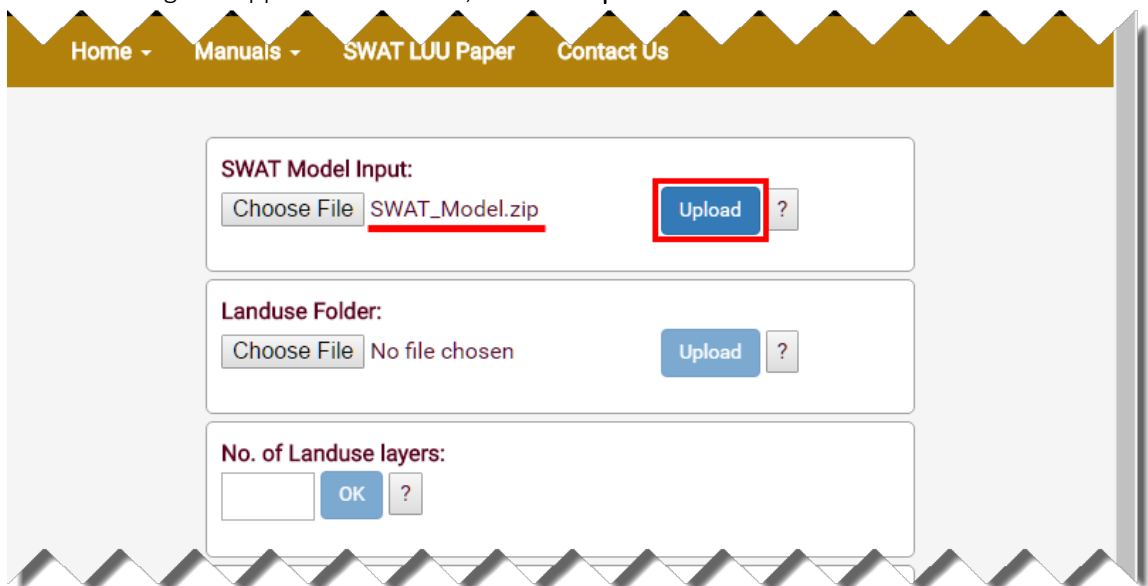 Home Manuals SWAT LUU Paper Contact Us
SWAT Model Input:
Choose File SWAT_Model.zip Upload ?
Landuse Folder:
Choose File No file chosen Upload ?
No. of Landuse layers:
OK ?